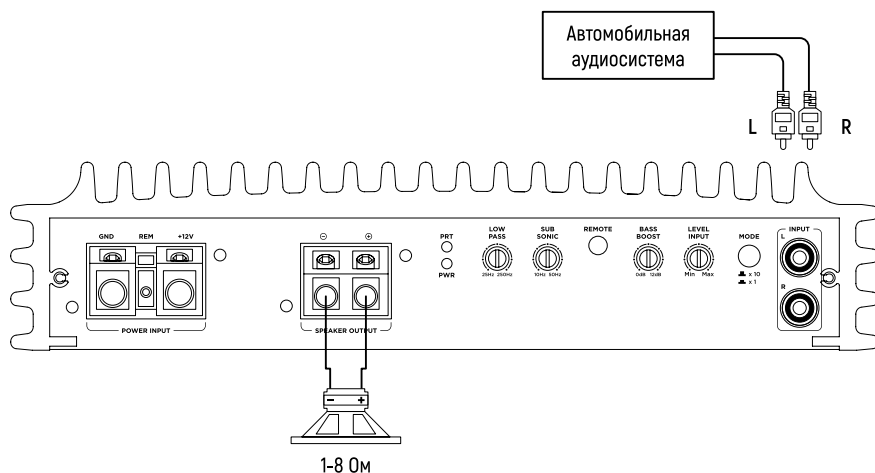 Автомобильная
аудиосистема
L R
GND REM +12V
POWER INPUT
− +
SPEAKER OUTPUT
PRT
PWR
LOW
PASS
25Hz 250Hz
SUB
SONIC
10Hz 50Hz
REMOTE
BASS
BOOST
0dB 12dB
LEVEL
INPUT
Min Max
MODE
x 10
x 1
INPUT
L
R
− +
1-8 Ом